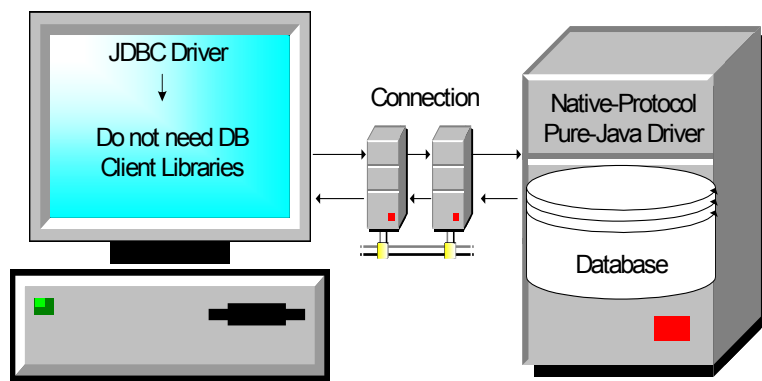 JDBC Driver
Do not need DB
Client Libraries
Connection
Native-Protocol
Pure-Java Driver
Database